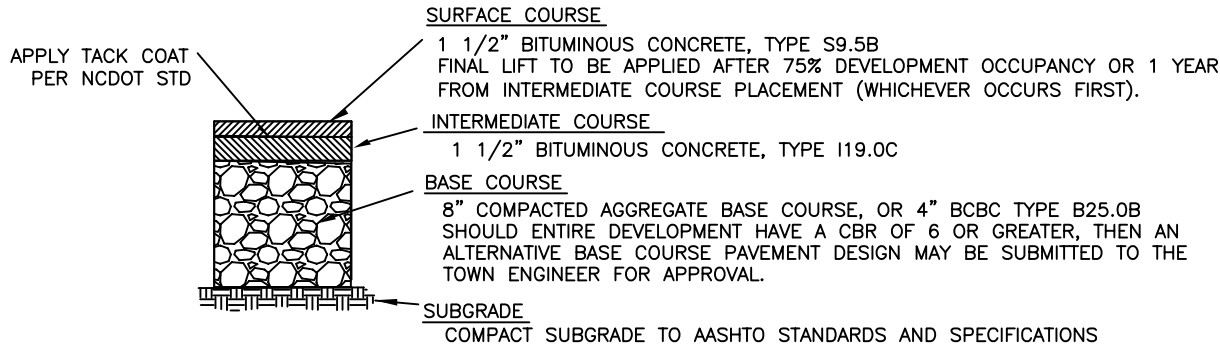 SURFACE COURSE
1 1/2" BITUMINOUS CONCRETE, TYPE S9.5B
FINAL LIFT TO BE APPLIED AFTER 75% DEVELOPMENT OCCUPANCY OR 1 YEAR
FROM INTERMEDIATE COURSE PLACEMENT (WHICHEVER OCCURS FIRST).
APPLY TACK COAT
PER NCDOT STD
INTERMEDIATE COURSE
1 1/2" BITUMINOUS CONCRETE, TYPE I19.0C
BASE COURSE
8" COMPACTED AGGREGATE BASE COURSE, OR 4" BCBC TYPE B25.0B
SHOULD ENTIRE DEVELOPMENT HAVE A CBR OF 6 OR GREATER, THEN AN
ALTERNATIVE BASE COURSE PAVEMENT DESIGN MAY BE SUBMITTED TO THE
TOWN ENGINEER FOR APPROVAL.
SUBGRADE
COMPACT SUBGRADE TO AASHTO STANDARDS AND SPECIFICATIONS